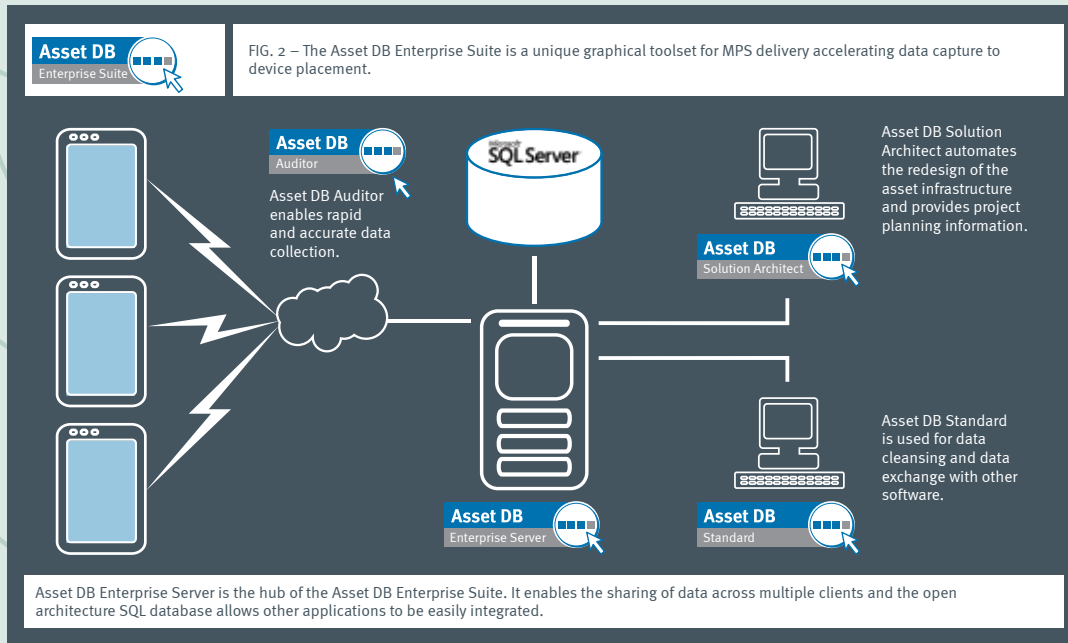 Asset DB
Enterprise Suite
FIG. 2 – The Asset DB Enterprise Suite is a unique graphical toolset for MPS delivery accelerating data capture to
device placement.
Asset DB
Auditor
Asset DB Auditor
enables rapid
and accurate data
collection.
Microsoft
SQL Server
Asset DB Solution
Architect automates
the redesign of the
asset infrastructure
and provides project
planning information.
Asset DB
Solution Architect
Asset DB Standard
is used for data
cleansing and data
exchange with other
software.
Asset DB
Enterprise Server
Asset DB
Standard
Asset DB Enterprise Server is the hub of the Asset DB Enterprise Suite. It enables the sharing of data across multiple clients and the open
architecture SQL database allows other applications to be easily integrated.